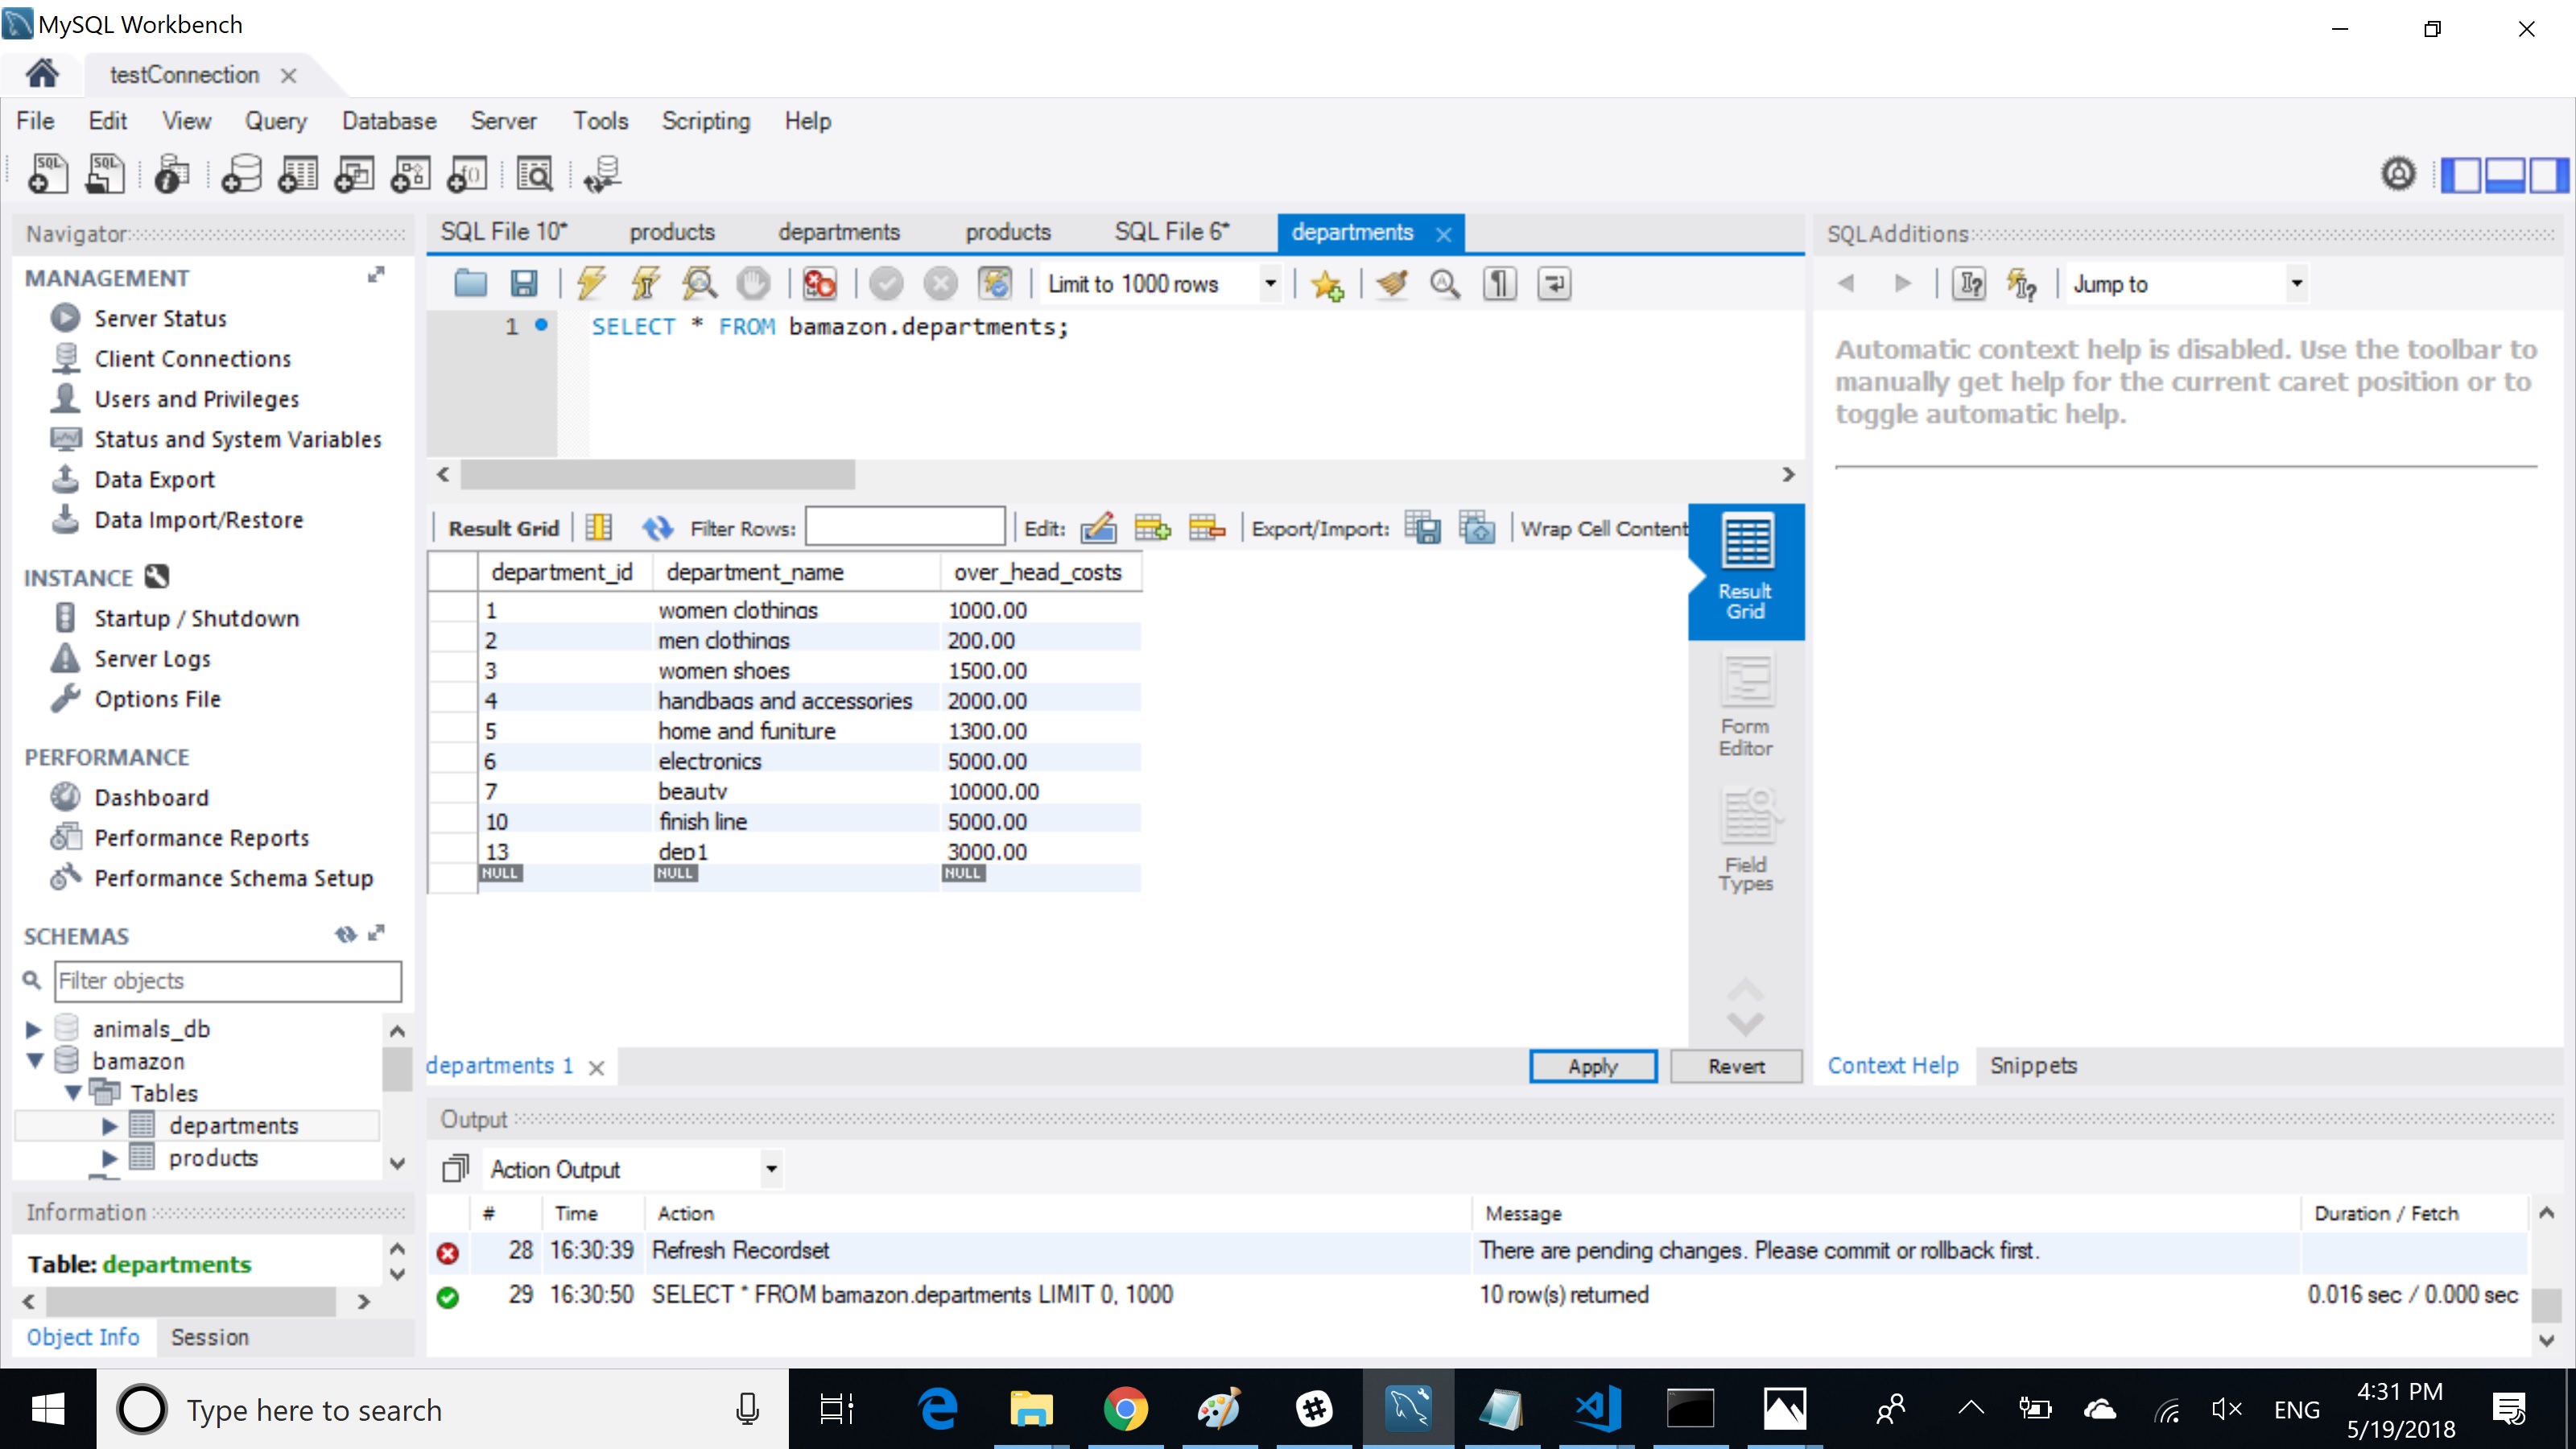 MySQL Workbench
testConnection
File Edit View Query Database Server Tools Scripting Help
Navigator
MANAGEMENT
Server Status
Client Connections
Users and Privileges
Status and System Variables
Data Export
Data Import/Restore
INSTANCE
Startup / Shutdown
Server Logs
Options File
PERFORMANCE
Dashboard
Performance Reports
Performance Schema Setup
SCHEMAS
Filter objects
animals_db
bamazon
Tables
departments
products
Information
Table: departments
Object Info Session
SQL File 10* products departments products SQL File 6* departments
Limit to 1000 rows
1 SELECT * FROM bamazon.departments;
Result Grid Filter Rows: Edit: Export/Import: Wrap Cell Content
department_id department_name over_head_costs
1 women clothings 1000.00
2 men clothings 200.00
3 women shoes 1500.00
4 handbags and accessories 2000.00
5 home and funiture 1300.00
6 electronics 5000.00
7 beauty 10000.00
10 finish line 5000.00
13 dep1 3000.00
NULL NULL NULL
Result
Grid
Form
Editor
Field
Types
departments 1 Apply Revert
SQLAdditions
Jump to
Automatic context help is disabled. Use the toolbar to
manually get help for the current caret position or to
toggle automatic help.
Context Help Snippets
Output
Action Output
# Time Action Message Duration / Fetch
28 16:30:39 Refresh Recordset There are pending changes. Please commit or rollback first.
29 16:30:50 SELECT * FROM bamazon.departments LIMIT 0, 1000 10 row(s) returned 0.016 sec / 0.000 sec
Type here to search
ENG
4:31 PM
5/19/2018